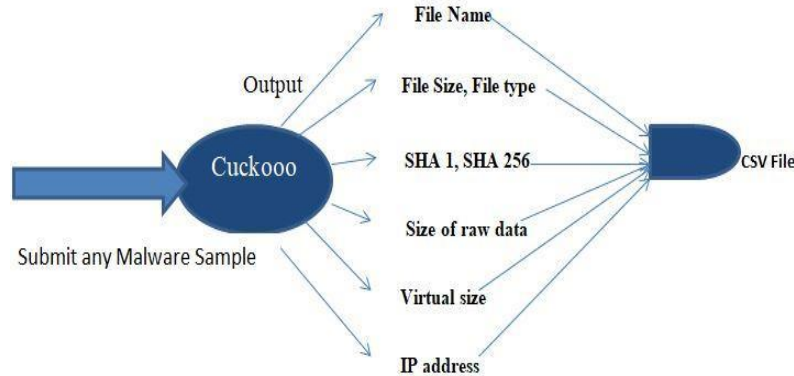 File Name
Output
File Size, File type
Cuckooo
SHA 1, SHA 256
CSV File
Size of raw data
Submit any Malware Sample
Virtual size
IP address